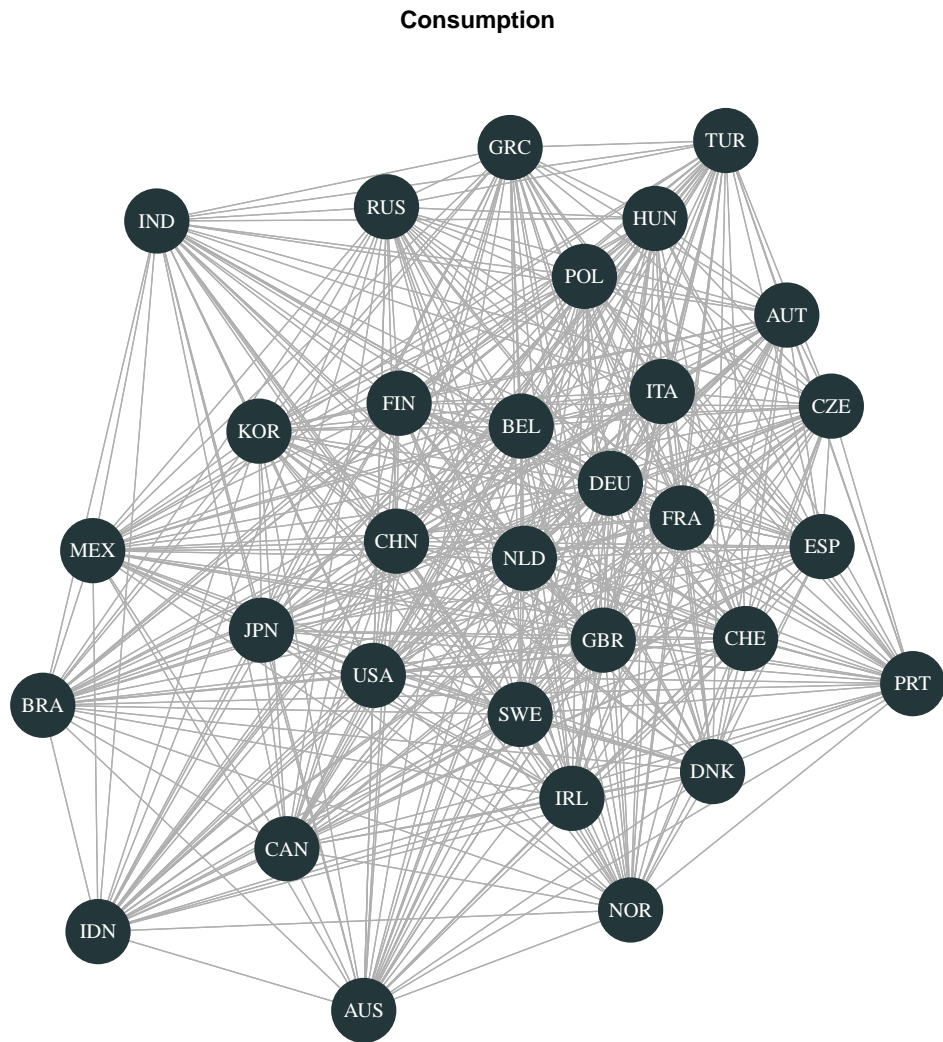 Consumption
TUR
GRC
RUS
HUN
IND
POL
AUT
ITA
FIN
CZE
BEL
KOR
DEU
FRA
CHN
ESP
MEX
NLD
JPN
CHE
GBR
USA
PRT
BRA
SWE
DNK
IRL
CAN
NOR
IDN
AUS